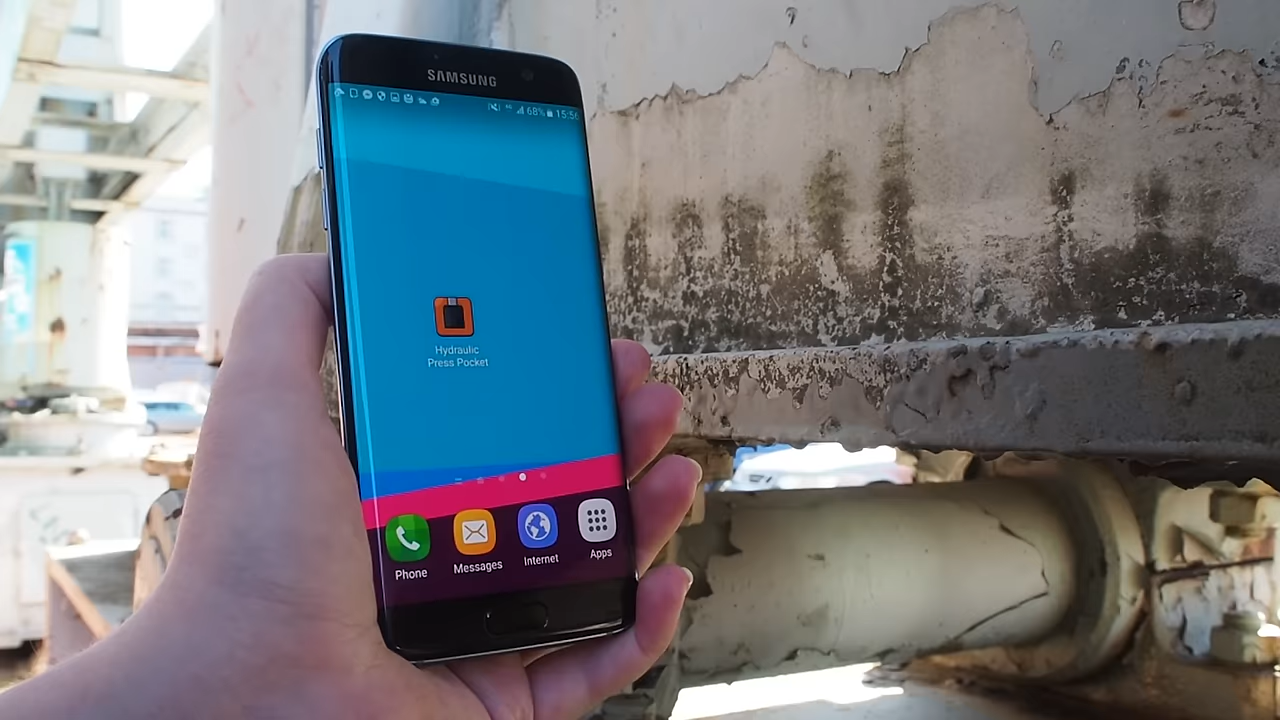 SAMSUNG
68% 15:56
Hydraulic
Press Pocket
Phone
Messages
Internet
Apps